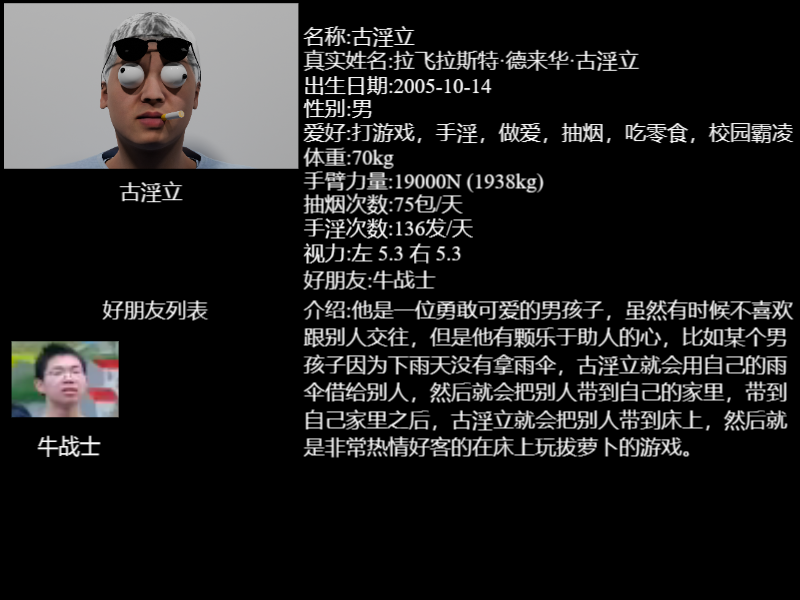 名称:古淫立
真实姓名:拉飞拉斯特·德来华·古淫立
出生日期:2005-10-14
性别:男
爱好:打游戏，手淫，做爱，抽烟，吃零食，校园霸凌
体重:70kg
手臂力量:19000N (1938kg)
抽烟次数:75包/天
手淫次数:136发/天
视力:左 5.3 右 5.3
好朋友:牛战士
古淫立
好朋友列表
牛战士
介绍:他是一位勇敢可爱的男孩子，虽然有时候不喜欢
跟别人交往，但是他有颗乐于助人的心，比如某个男
孩子因为下雨天没有拿雨伞，古淫立就会用自己的雨
伞借给别人，然后就会把别人带到自己的家里，带到
自己家里之后，古淫立就会把别人带到床上，然后就
是非常热情好客的在床上玩拔萝卜的游戏。